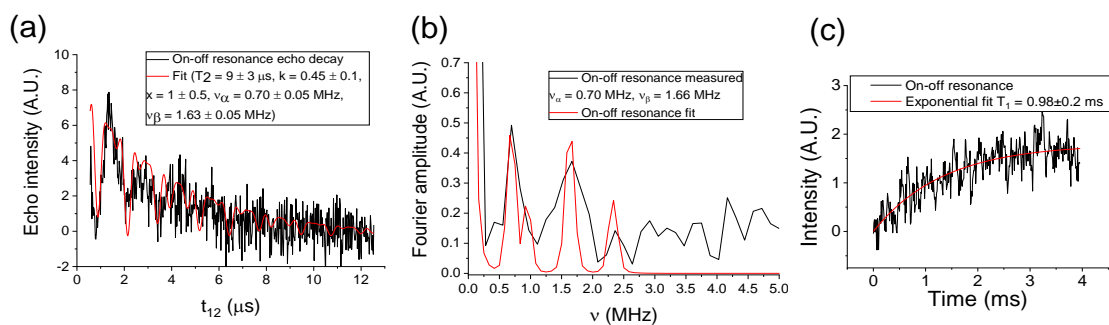 (a)
On-off resonance echo decay
Fit (T2 = 9 ± 3 μs, k = 0.45 ± 0.1,
x = 1 ± 0.5, να = 0.70 ± 0.05 MHz,
νβ = 1.63 ± 0.05 MHz)
Echo intensity (A.U.)
10
8
6
4
2
0
-2
0 2 4 6 8 10 12
t12 (μs)
(b)
On-off resonance measured
να = 0.70 MHz, νβ = 1.66 MHz
On-off resonance fit
Fourier amplitude (A.U.)
0.6
0.5
0.4
0.3
0.2
0.1
0.0
0.0 0.5 1.0 1.5 2.0 2.5 3.0 3.5 4.0 4.5 5.0
ν (MHz)
(c)
On-off resonance
Exponential fit T1 = 0.98±0.2 ms
Intensity (A.U.)
3
2
1
0
0 1 2 3 4
Time (ms)